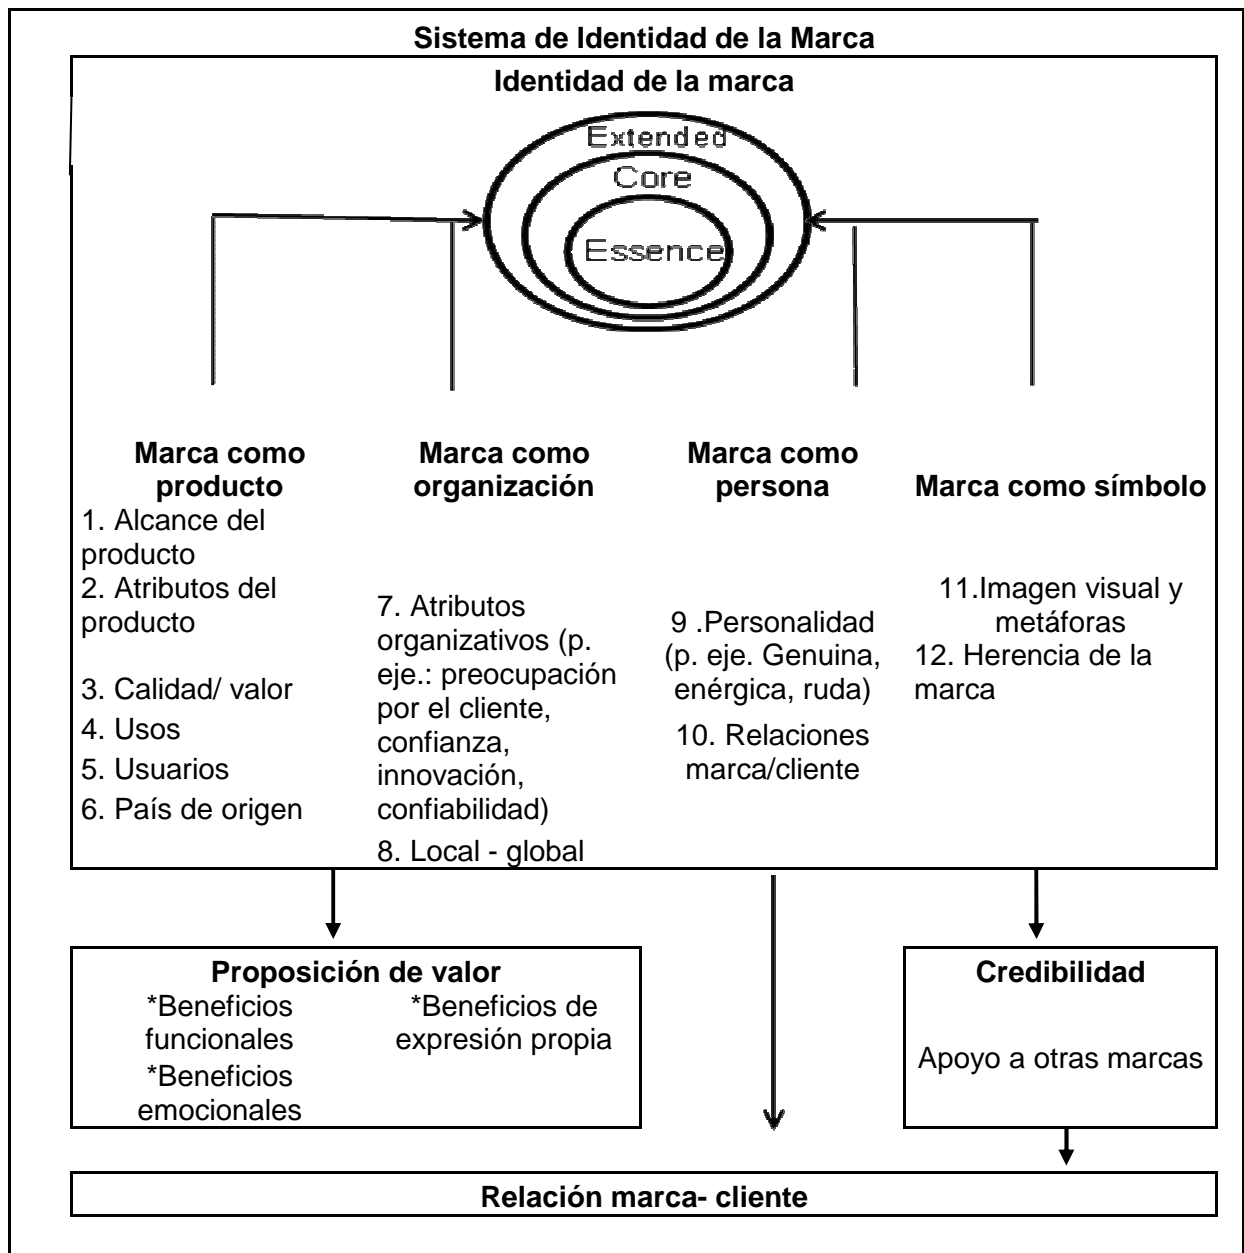 Sistema de Identidad de la Marca
Identidad de la marca
Extended
Core
Essence
Marca como
producto
1. Alcance del
producto
2. Atributos del
producto
3. Calidad/ valor
4. Usos
5. Usuarios
6. País de origen
Marca como
organización
7. Atributos
organizativos (p.
eje.: preocupación
por el cliente,
confianza,
innovación,
confiabilidad)
8. Local - global
Marca como
persona
9 .Personalidad
(p. eje. Genuina,
enérgica, ruda)
10. Relaciones
marca/cliente
Marca como símbolo
11.Imagen visual y
metáforas
12. Herencia de la
marca
Proposición de valor
*Beneficios
funcionales
*Beneficios
emocionales
*Beneficios de
expresión propia
Credibilidad
Apoyo a otras marcas
Relación marca- cliente